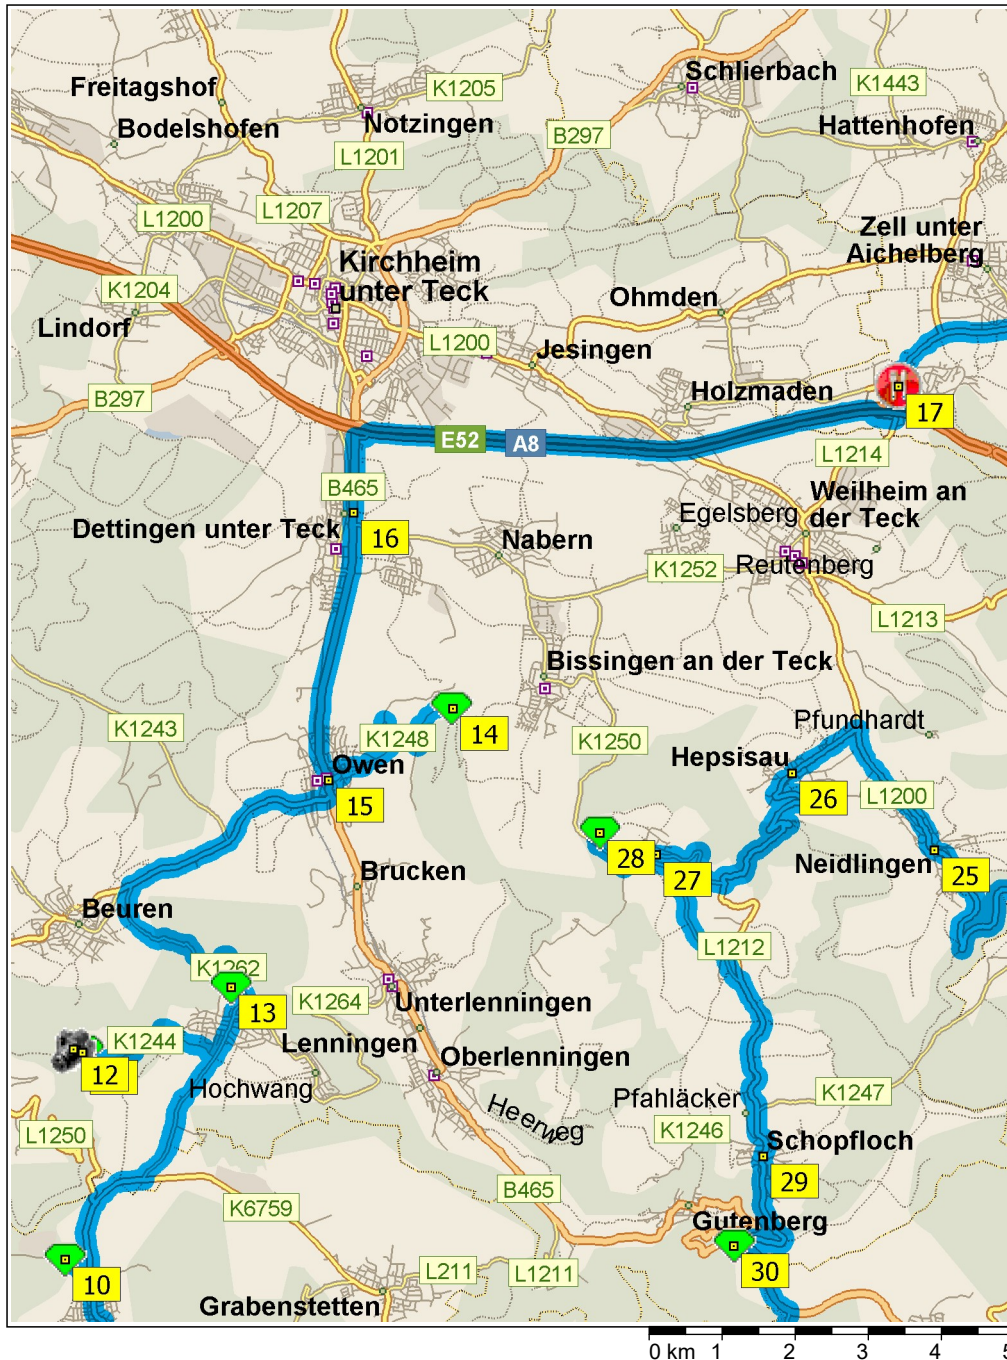 Schlierbach
K1443
Freitagshof
K1205
Notzingen
Bodelshofen
Hattenhofen
B297
L1201
L1200
L1207
Zell unter
Aichelberg
Kirchheim
unter Teck
K1204
Ohmden
Lindorf
L1200
Jesingen
B297
Holzmaden
17
E52
A8
L1214
B465
Weilheim an
der Teck
Egelsberg
Dettingen unter Teck
16
Nabern
K1252
Reutenberg
L1213
Bissingen an der Teck
K1243
K1248
14
Pfundhardt
K1250
Hepsisau
Owen
15
26
L1200
28
Neidlingen
25
27
Brucken
Beuren
L1212
K1262
13
K1264
Unterlenningen
K1244
Lenningen
Oberlenningen
12
Hochwang
Pfahläcker
K1247
Heerweg
L1250
K1246
Schopfloch
29
B465
K6759
Gutenberg
10
L211
L1211
30
Grabenstetten
0 km 1 2 3 4